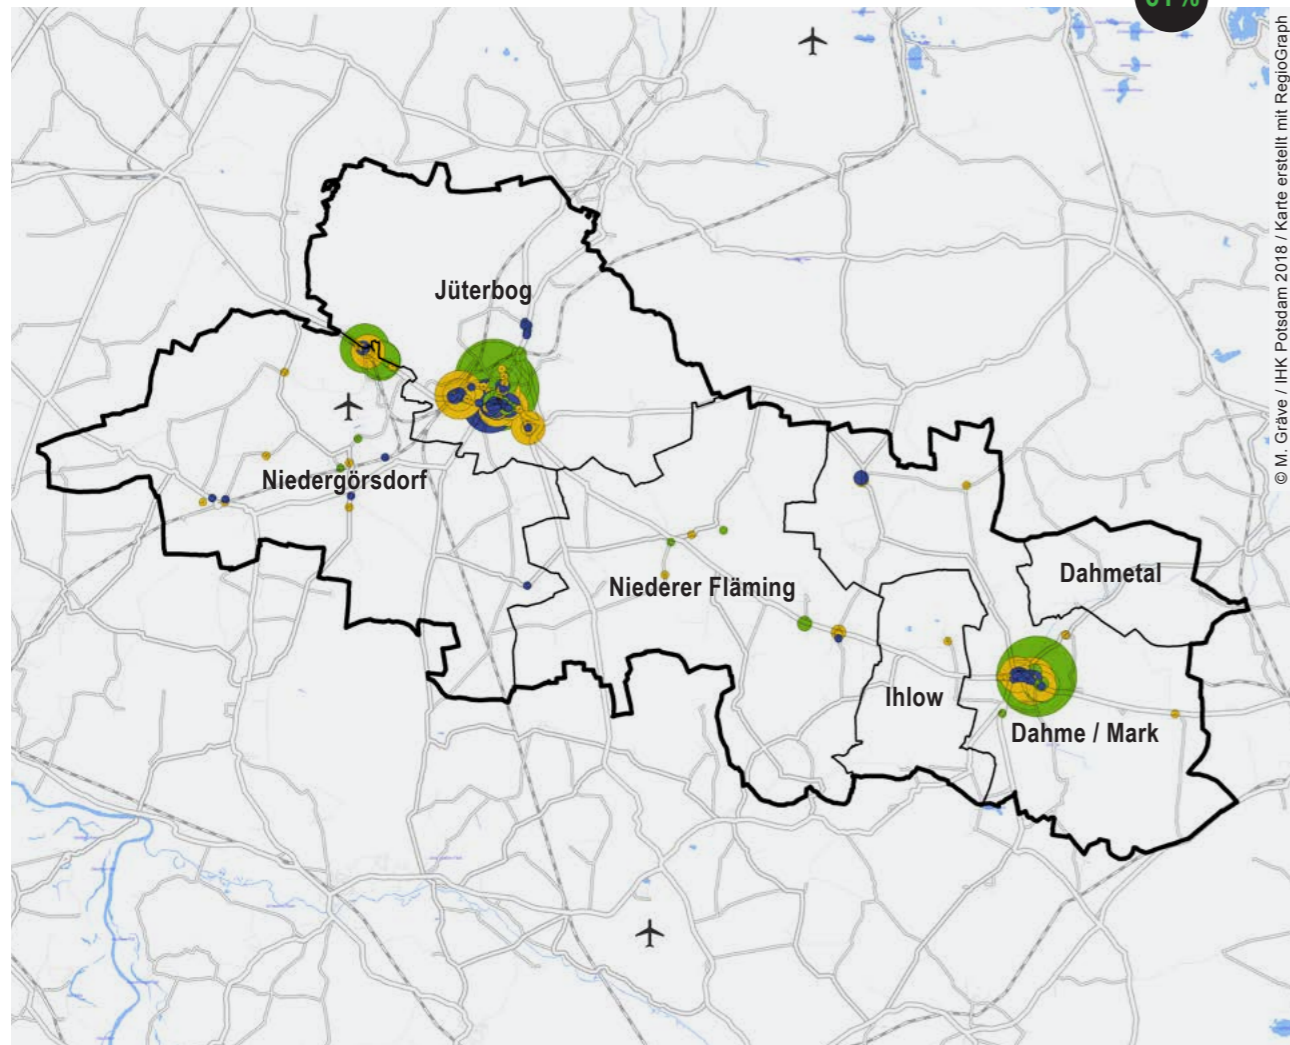 © M. Gräve / IHK Potsdam 2018 / Karte erstellt mit RegioGraph
Jüterbog
Niedergörsdorf
Niederer Fläming
Dahmetal
Ihlow
Dahme / Mark